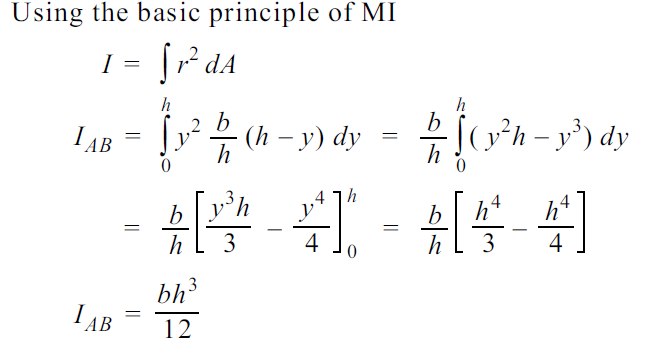 Using the basic principle of MI
I = ∫ r² dA
I_AB = ∫₀ʰ y² b/h (h – y) dy = b/h ∫₀ʰ ( y²h – y³) dy
= b/h [ y³h/3 – y⁴/4 ]₀ʰ = b/h [ h⁴/3 – h⁴/4 ]
I_AB = bh³/12